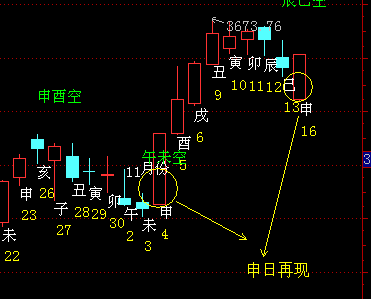 辰巳空
3673.76
申酉空
丑
寅
卯
辰
巳
申
9
10
11
12
13
16
戌
6
酉
5
午未空
11月份
亥
申
26
23
未
22
子
27
丑
28
寅
29
卯
30
午
2
未
3
申
4
申日再现
3